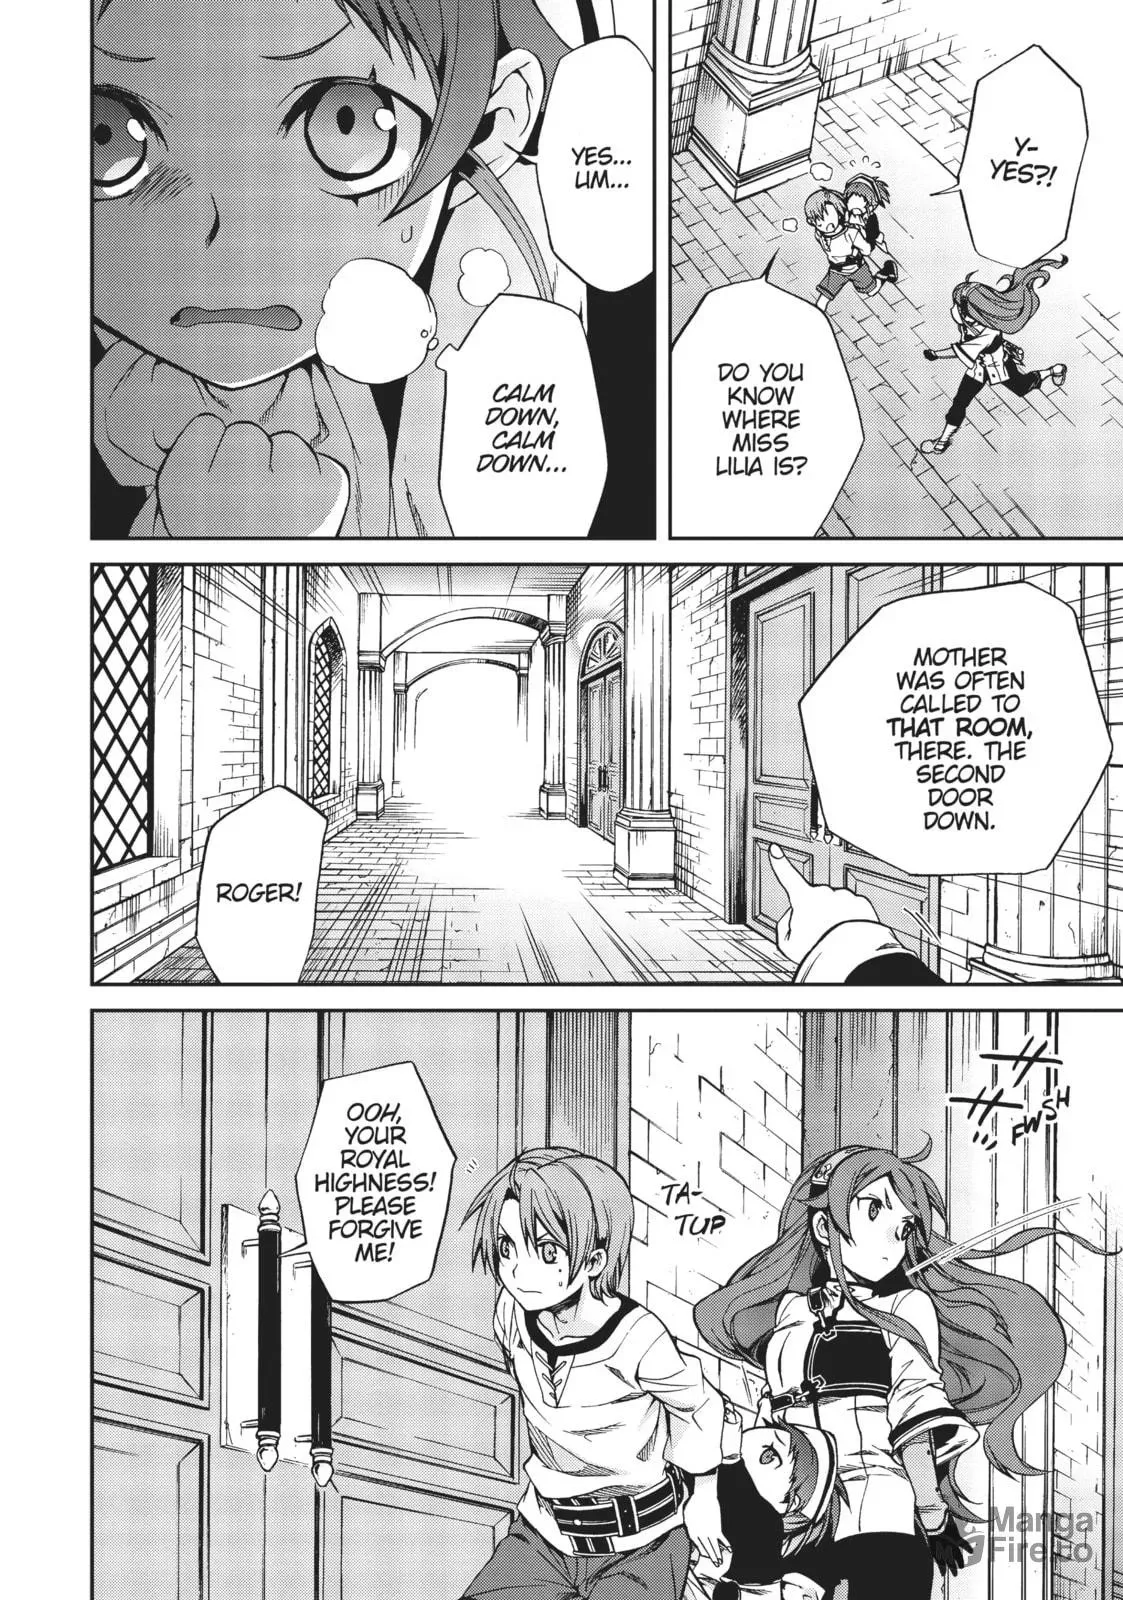 Y-
YES?!
DO YOU
KNOW
WHERE
MISS
LILIA IS?
YES...
UM...
CALM
DOWN,
CALM
DOWN...
MOTHER
WAS OFTEN
CALLED TO
THAT ROOM,
THERE. THE
SECOND
DOOR
DOWN.
ROGER!
FWSH
TA-
TUP
OOH,
YOUR
ROYAL
HIGHNESS!
PLEASE
FORGIVE
ME!
Manga
Fire.to